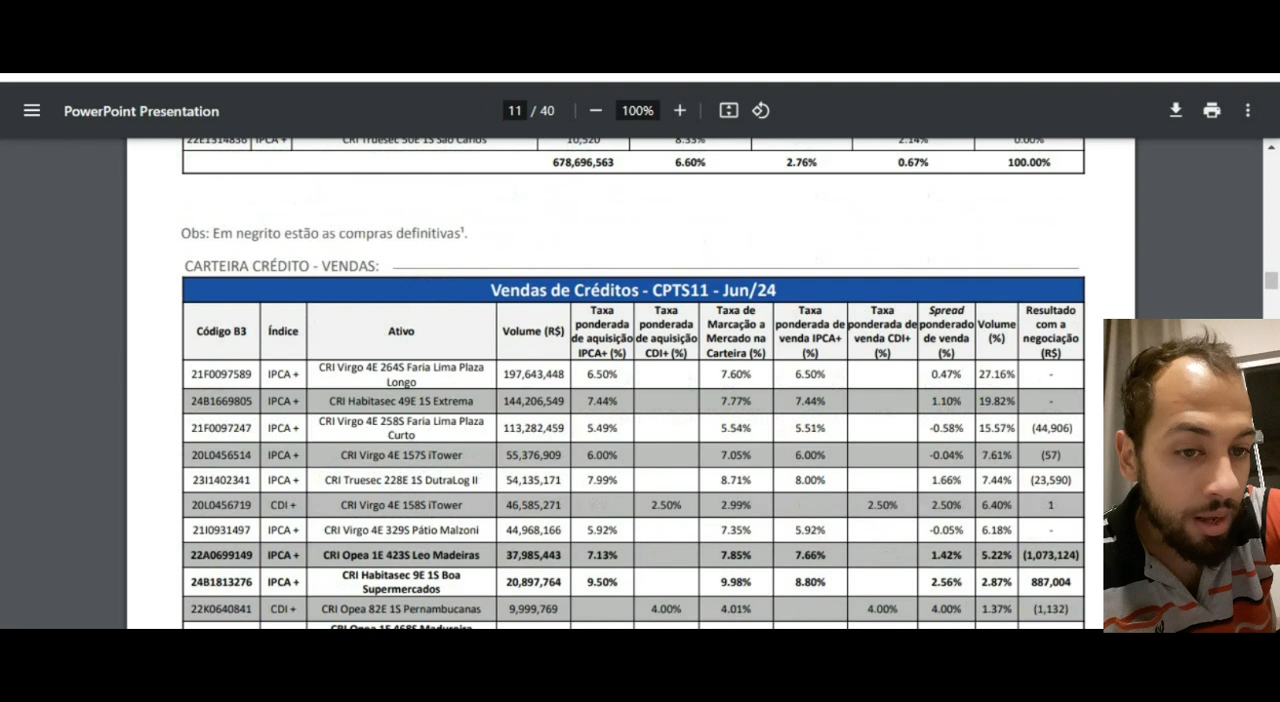 PowerPoint Presentation 11 / 40 100%
22E1314836 IPCA + CRI Truesec 50E 1S São Carlos 10,520 8.33% 2.14% 0.00%
678,696,563 6.60% 2.76% 0.67% 100.00%
Obs: Em negrito estão as compras definitivas¹.
CARTEIRA CRÉDITO - VENDAS:
Vendas de Créditos - CPTS11 - Jun/24
Código B3 Índice Ativo Volume (R$) Taxa ponderada de aquisição IPCA+ (%) Taxa ponderada de aquisição CDI+ (%) Taxa de Marcação a Mercado na Carteira (%) Taxa ponderada de venda IPCA+ (%) Taxa ponderada de venda CDI+ (%) Spread ponderado de venda (%) Volume (%) Resultado com a negociação (R$)
21F0097589 IPCA + CRI Virgo 4E 264S Faria Lima Plaza Longo 197,643,448 6.50% 7.60% 6.50% 0.47% 27.16% -
24B1669805 IPCA + CRI Habitasec 49E 1S Extrema 144,206,549 7.44% 7.77% 7.44% 1.10% 19.82% -
21F0097247 IPCA + CRI Virgo 4E 258S Faria Lima Plaza Curto 113,282,459 5.49% 5.54% 5.51% -0.58% 15.57% (44,906)
20L0456514 IPCA + CRI Virgo 4E 157S iTower 55,376,909 6.00% 7.05% 6.00% -0.04% 7.61% (57)
23I1402341 IPCA + CRI Truesec 228E 1S DutraLog II 54,135,171 7.99% 8.71% 8.00% 1.66% 7.44% (23,590)
20L0456719 CDI + CRI Virgo 4E 158S iTower 46,585,271 2.50% 2.99% 2.50% 2.50% 6.40% 1
21I0931497 IPCA + CRI Virgo 4E 329S Pátio Malzoni 44,968,166 5.92% 7.35% 5.92% -0.05% 6.18% -
22A0699149 IPCA + CRI Opea 1E 423S Leo Madeiras 37,985,443 7.13% 7.85% 7.66% 1.42% 5.22% (1,073,124)
24B1813276 IPCA + CRI Habitasec 9E 1S Boa Supermercados 20,897,764 9.50% 9.98% 8.80% 2.56% 2.87% 887,004
22K0640841 CDI + CRI Opea 82E 1S Pernambucanas 9,999,769 4.00% 4.01% 4.00% 4.00% 1.37% (1,132)
CRI Opea 1E 468S Madureira